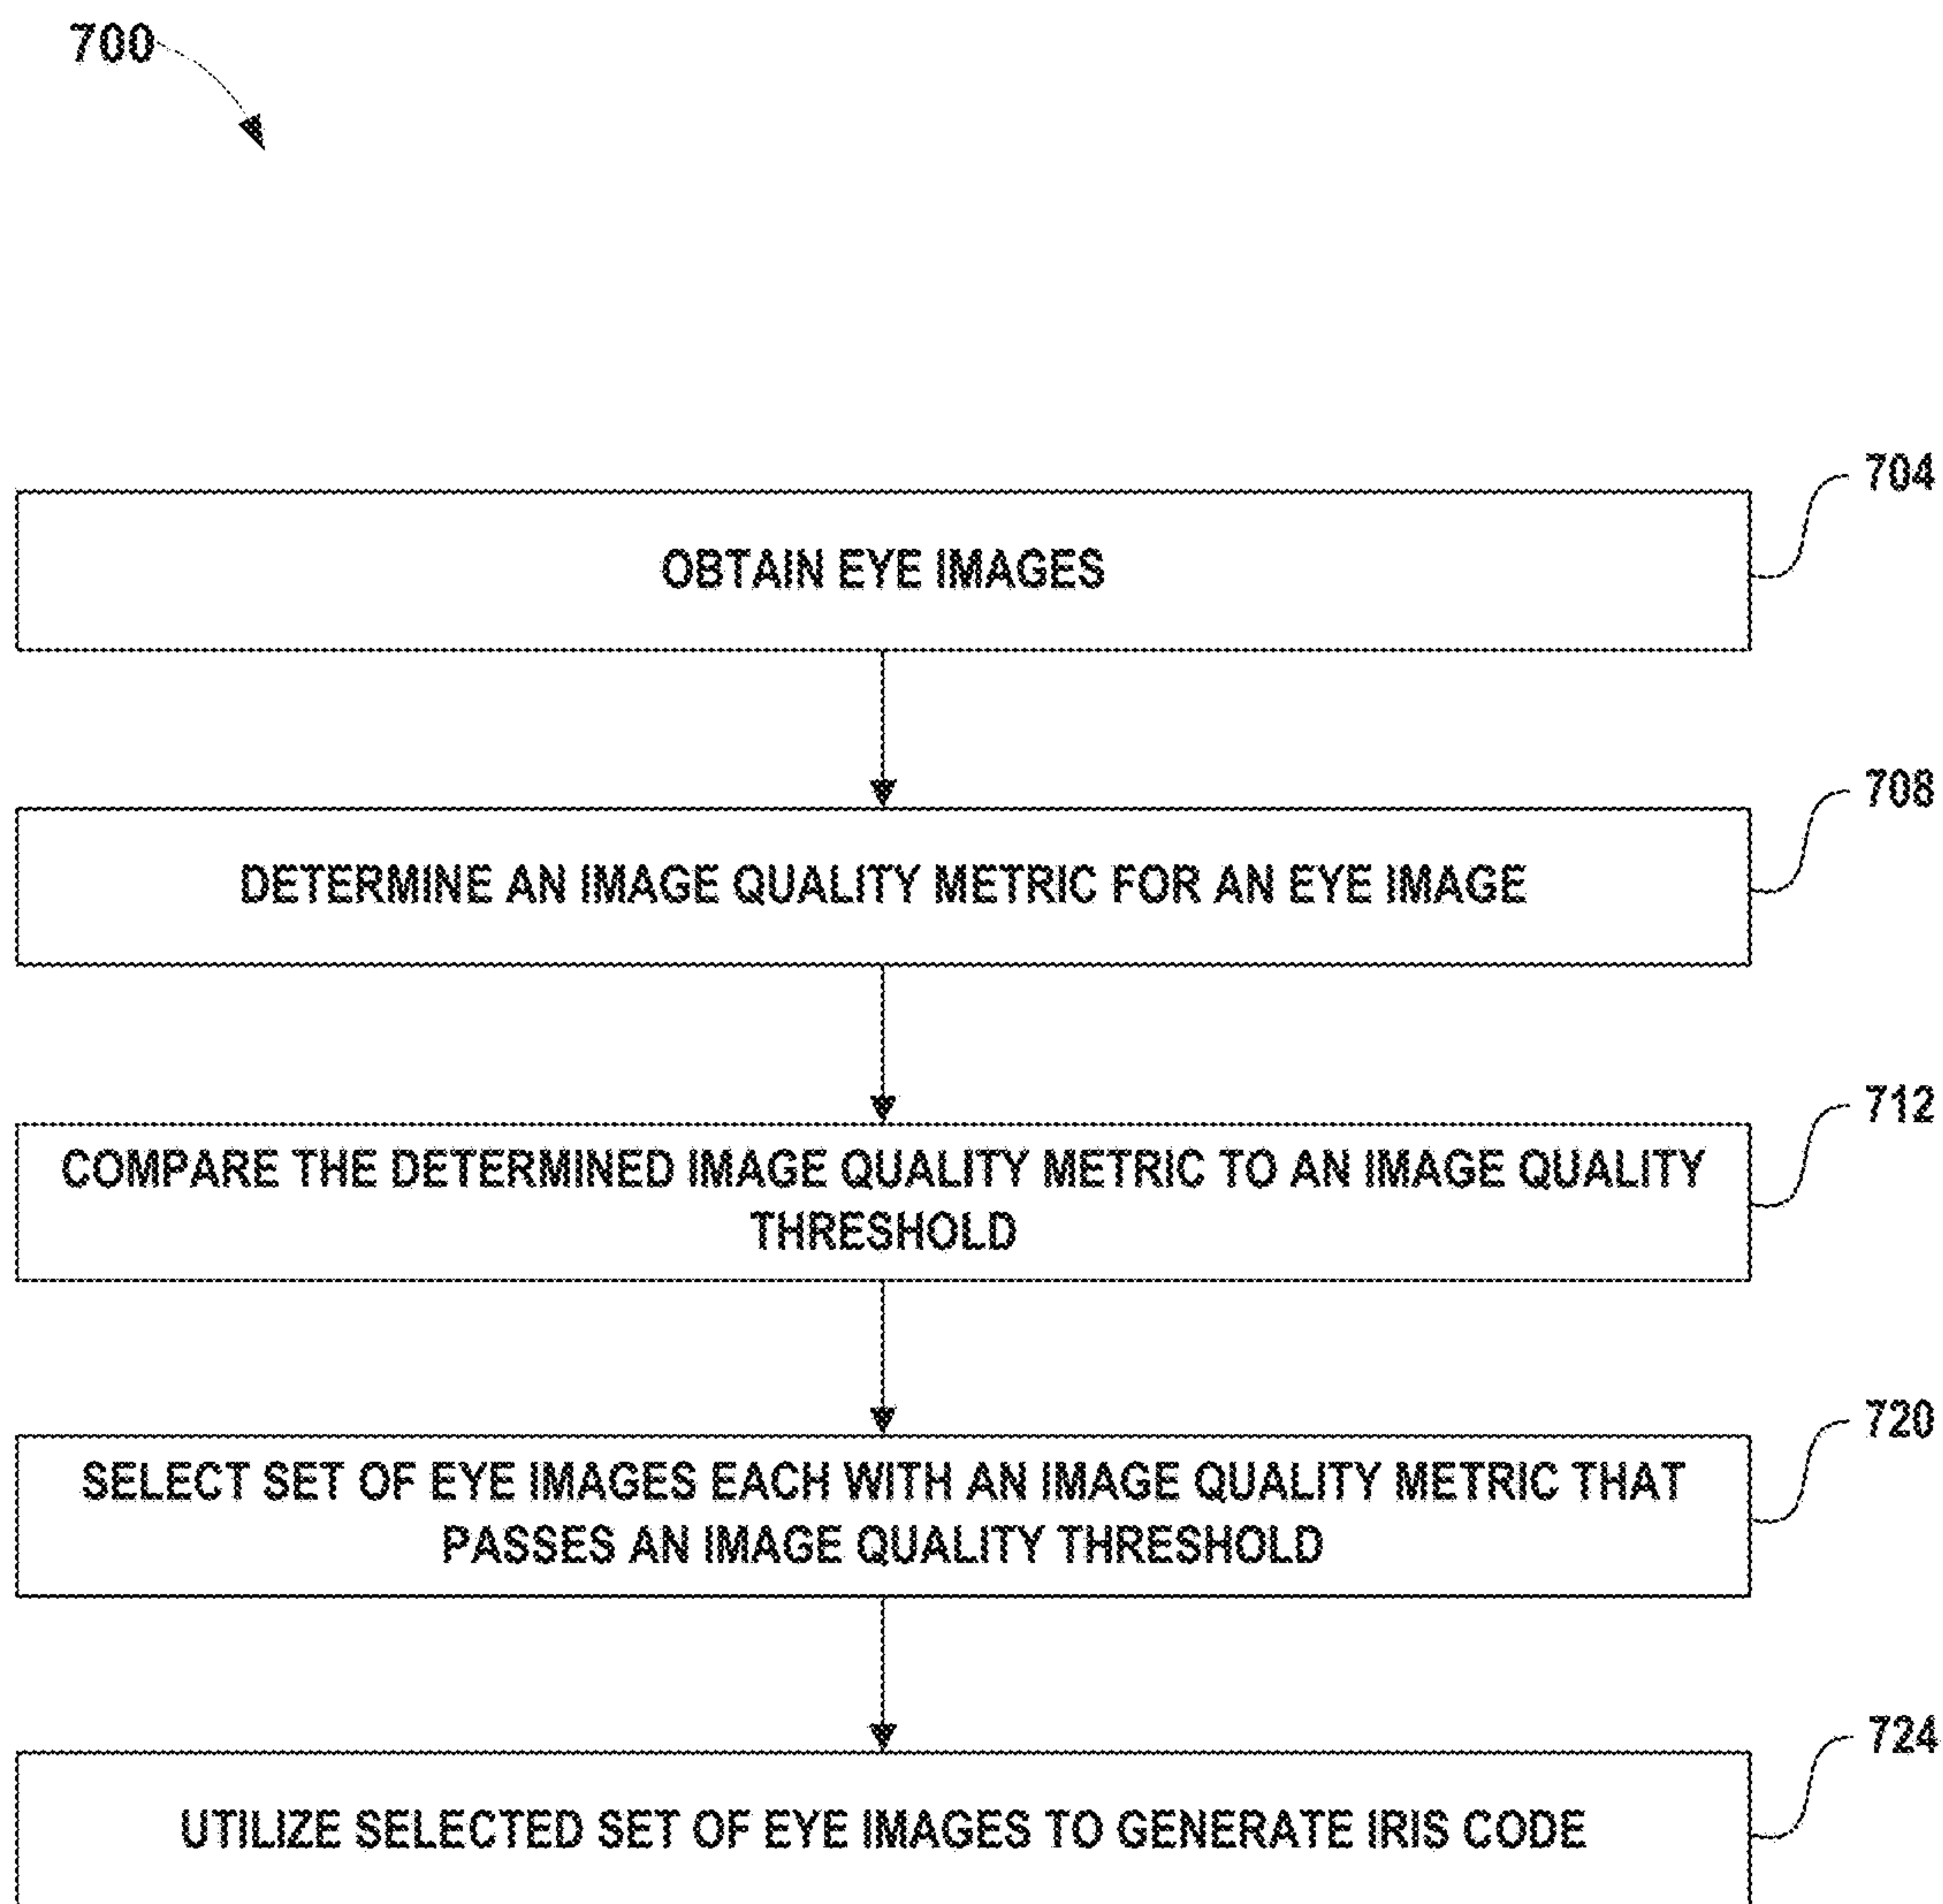 700
704
OBTAIN EYE IMAGES
708
DETERMINE AN IMAGE QUALITY METRIC FOR AN EYE IMAGE
712
COMPARE THE DETERMINED IMAGE QUALITY METRIC TO AN IMAGE QUALITY
THRESHOLD
720
SELECT SET OF EYE IMAGES EACH WITH AN IMAGE QUALITY METRIC THAT
PASSES AN IMAGE QUALITY THRESHOLD
724
UTILIZE SELECTED SET OF EYE IMAGES TO GENERATE IRIS CODE